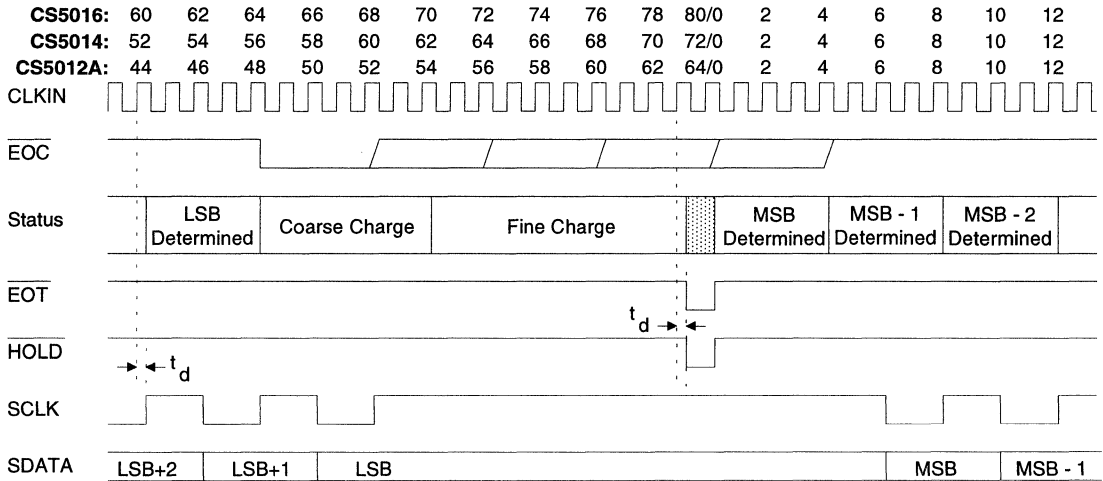 CS5016: 60 62 64 66 68 70 72 74 76 78 80/0 2 4 6 8 10 12
CS5014: 52 54 56 58 60 62 64 66 68 70 72/0 2 4 6 8 10 12
CS5012A: 44 46 48 50 52 54 56 58 60 62 64/0 2 4 6 8 10 12
CLKIN
EOC
Status
LSB
Determined
Coarse Charge
Fine Charge
MSB
Determined
MSB - 1
Determined
MSB - 2
Determined
EOT
td
HOLD
td
SCLK
SDATA LSB+2 LSB+1 LSB MSB MSB - 1